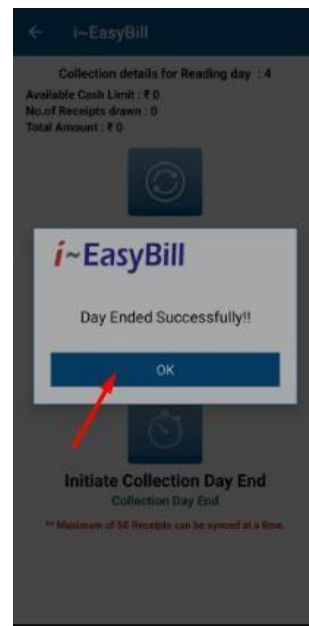 i~EasyBill
Collection details for Reading day : 4
Available Cash Limit : ₹ 0
No.of Receipts drawn : 0
Total Amount : ₹ 0
i~EasyBill
Day Ended Successfully!!
OK
Initiate Collection Day End
Collection Day End
** Maximum of 50 Receipts can be synced at a time.